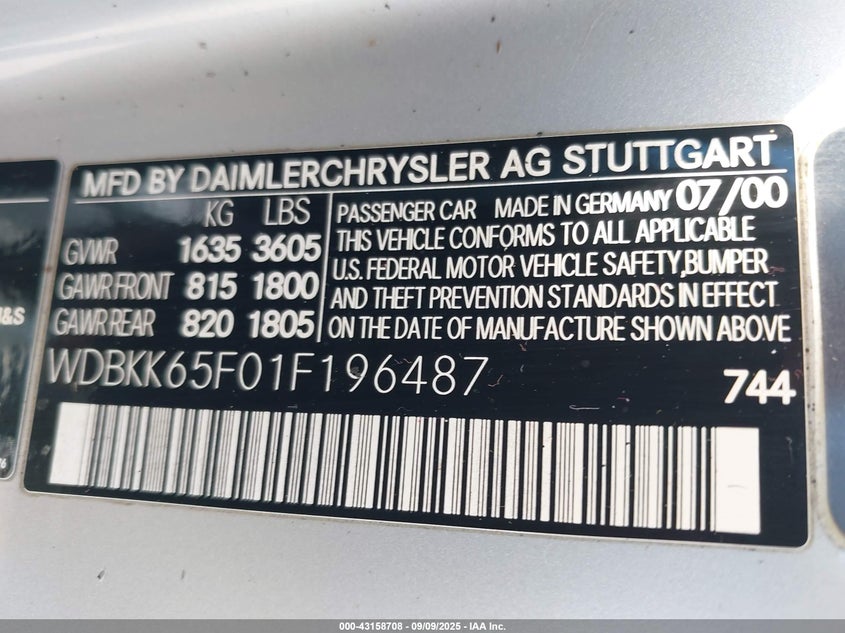 MFD BY DAIMLERCHRYSLER AG STUTTGART
KG LBS
GVWR 1635 3605
GAWR FRONT 815 1800
GAWR REAR 820 1805
PASSENGER CAR MADE IN GERMANY 07/00
THIS VEHICLE CONFORMS TO ALL APPLICABLE
U.S. FEDERAL MOTOR VEHICLE SAFETY,BUMPER
AND THEFT PREVENTION STANDARDS IN EFFECT
ON THE DATE OF MANUFACTURE SHOWN ABOVE
WDBKK65F01F196487
744
&S
000-43158708 - 09/09/2025 - IAA Inc.